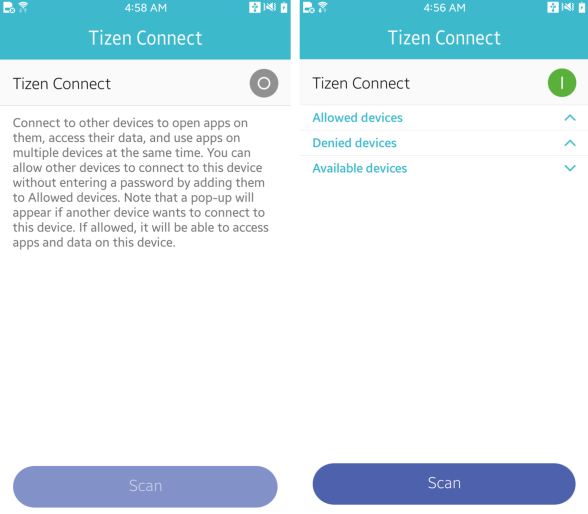 4:58 AM
Tizen Connect
Tizen Connect
Connect to other devices to open apps on
them, access their data, and use apps on
multiple devices at the same time. You can
allow other devices to connect to this device
without entering a password by adding them
to Allowed devices. Note that a pop-up will
appear if another device wants to connect to
this device. If allowed, it will be able to access
apps and data on this device.
Scan
4:56 AM
Tizen Connect
Tizen Connect
Allowed devices
Denied devices
Available devices
Scan